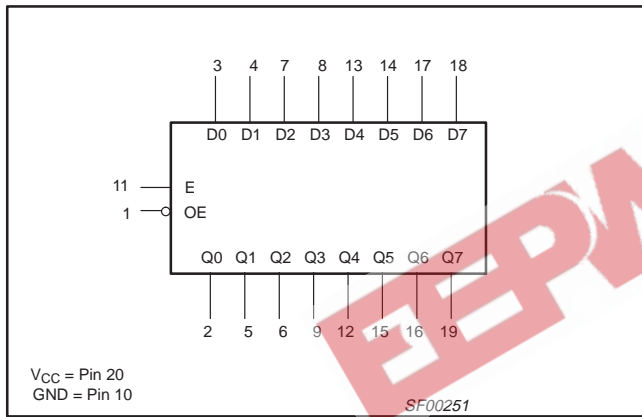 3 4 7 8 13 14 17 18
D0 D1 D2 D3 D4 D5 D6 D7
11 E
1 OE
Q0 Q1 Q2 Q3 Q4 Q5 Q6 Q7
2 5 6 9 12 15 16 19
VCC = Pin 20
GND = Pin 10
SF00251
EEPW